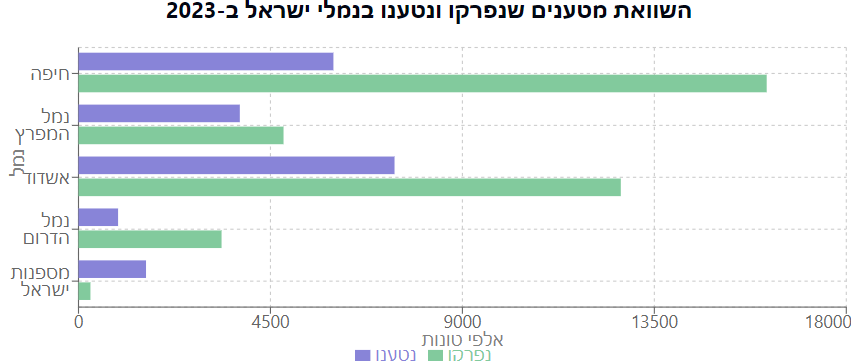 השוואת מטענים שנפרקו ונטענו בנמלי ישראל ב-2023
נמל
חיפה
נמל
המפרץ
אשדוד
נמל
הדרום
מספנות
ישראל
0 4500 9000 13500 18000
אלפי טונות
נטענו נפרקו